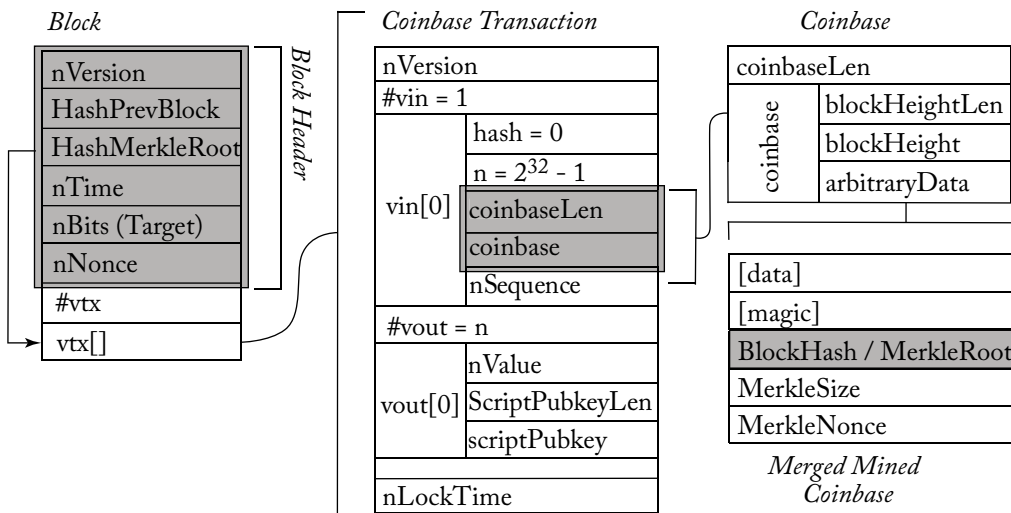 Block
nVersion
HashPrevBlock
HashMerkleRoot
nTime
nBits (Target)
nNonce
#vtx
vtx[]
Block Header
Coinbase Transaction
nVersion
#vin = 1
vin[0]
hash = 0
n = 2³² - 1
coinbaseLen
coinbase
nSequence
#vout = n
vout[0]
nValue
ScriptPubkeyLen
scriptPubkey
nLockTime
Coinbase
coinbaseLen
coinbase
blockHeightLen
blockHeight
arbitraryData
[data]
[magic]
BlockHash / MerkleRoot
MerkleSize
MerkleNonce
Merged Mined
Coinbase